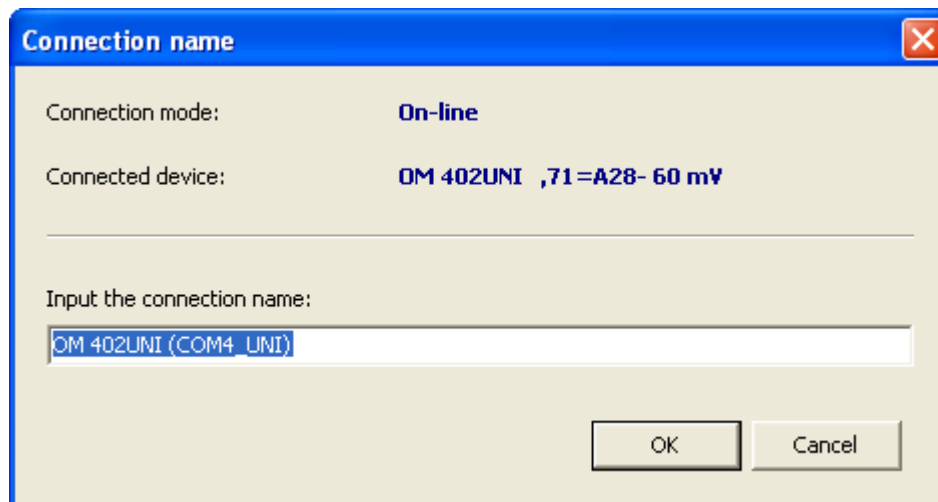 Connection name
Connection mode: On-line
Connected device: OM 402UNI ,71=A28- 60 mV
Input the connection name:
OM 402UNI (COM4_UNI)
OK Cancel